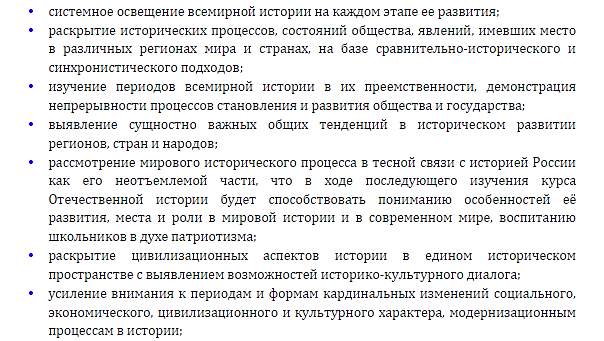 • системное освещение всемирной истории на каждом этапе ее развития;
• раскрытие исторических процессов, состояний общества, явлений, имевших место
в различных регионах мира и странах, на базе сравнительно-исторического и
синхронистического подходов;
• изучение периодов всемирной истории в их преемственности, демонстрация
непрерывности процессов становления и развития общества и государства;
• выявление сущностно важных общих тенденций в историческом развитии
регионов, стран и народов;
• рассмотрение мирового исторического процесса в тесной связи с историей России
как его неотъемлемой части, что в ходе последующего изучения курса
Отечественной истории будет способствовать пониманию особенностей её
развития, места и роли в мировой истории и в современном мире, воспитанию
школьников в духе патриотизма;
• раскрытие цивилизационных аспектов истории в едином историческом
пространстве с выявлением возможностей историко-культурного диалога;
• усиление внимания к периодам и формам кардинальных изменений социального,
экономического, цивилизационного и культурного характера, модернизационным
процессам в истории;